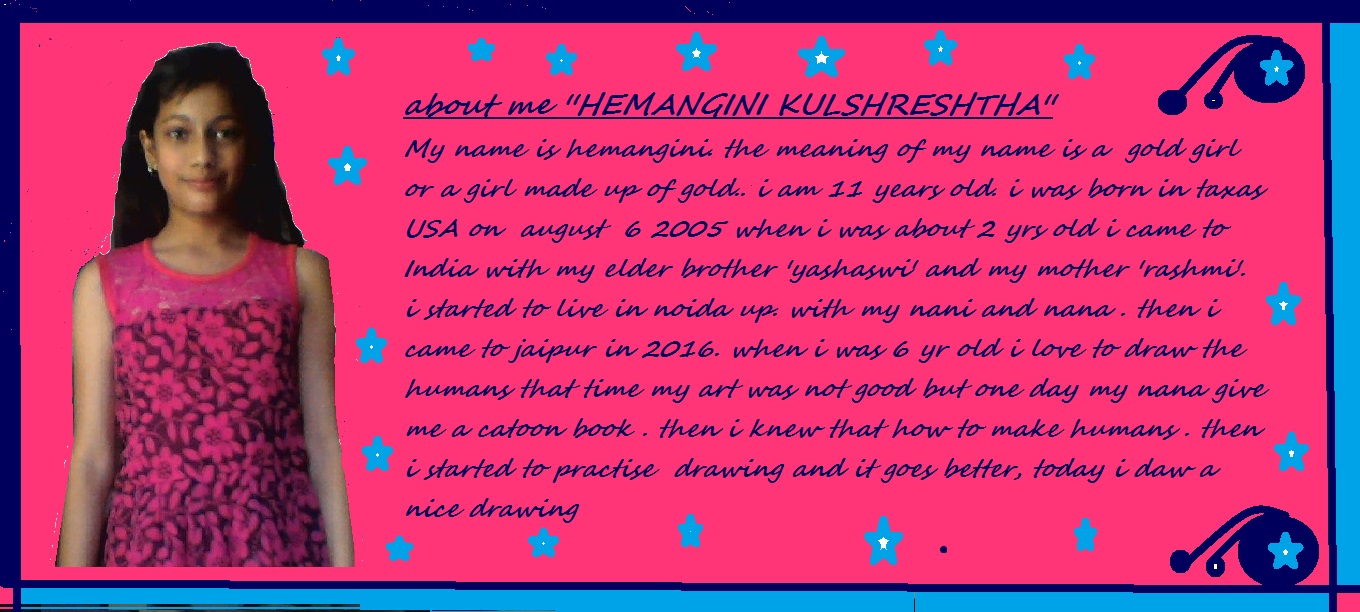 about me "HEMANGINI KULSHRESHTHA"
My name is hemangini. the meaning of my name is a gold girl
or a girl made up of gold.. i am 11 years old. i was born in taxas
USA on august 6 2005 when i was about 2 yrs old i came to
India with my elder brother 'yashaswi' and my mother 'rashmi'.
i started to live in noida up. with my nani and nana . then i
came to jaipur in 2016. when i was 6 yr old i love to draw the
humans that time my art was not good but one day my nana give
me a catoon book . then i knew that how to make humans . then
i started to practise drawing and it goes better, today i daw a
nice drawing